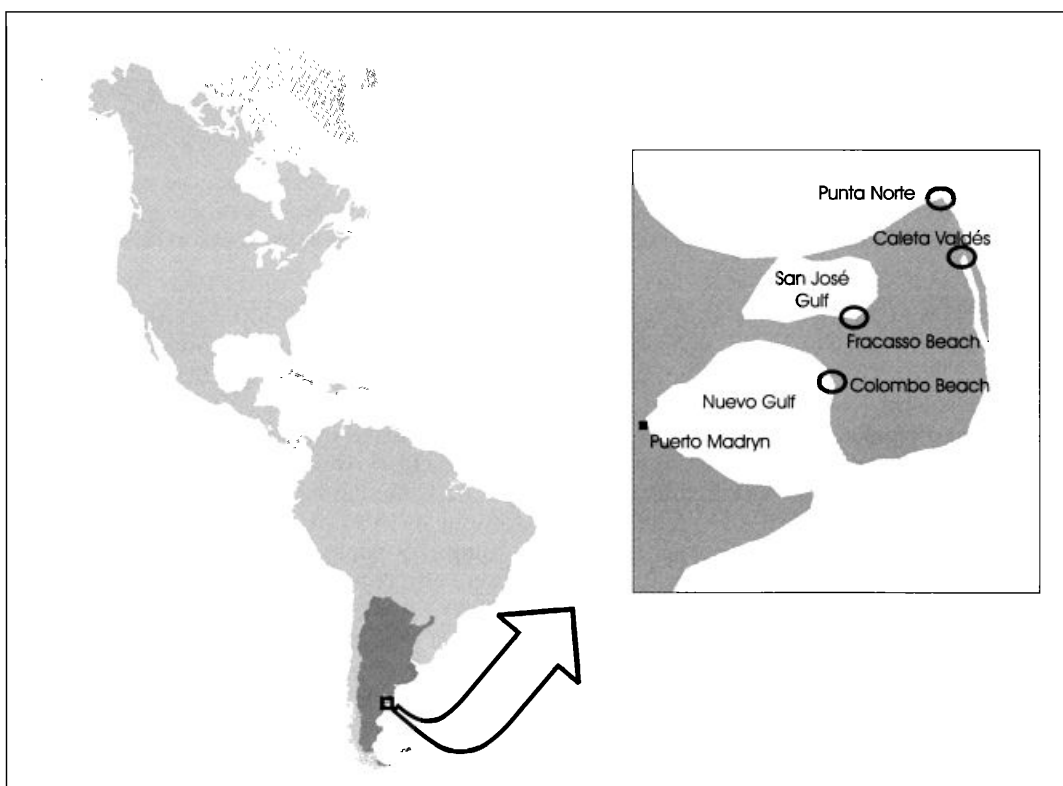 Punta Norte
Caleta Valdés
San José
Gulf
Fracasso Beach
Colombo Beach
Nuevo Gulf
Puerto Madryn